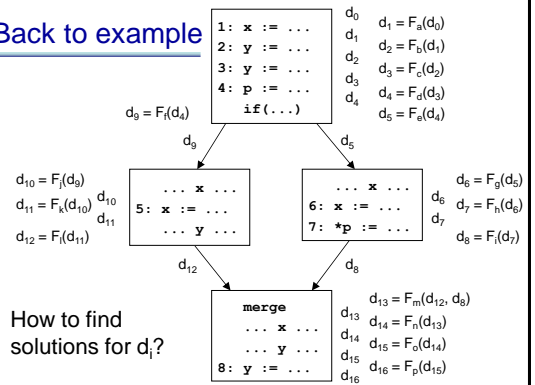 Back to example
1: x := ...
2: y := ...
3: y := ...
4: p := ...
if(...)
d0
d1
d2
d3
d4
d1 = Fa(d0)
d2 = Fb(d1)
d3 = Fc(d2)
d4 = Fd(d3)
d5 = Fe(d4)
d9 = Ff(d4)
d9
d5
d10 = Fj(d9)
d11 = Fk(d10)
d12 = Fl(d11)
d10
d11
... x ...
5: x := ...
... y ...
... x ...
6: x := ...
7: *p := ...
d6
d7
d6 = Fg(d5)
d7 = Fh(d6)
d8 = Fi(d7)
d12
d8
How to find
solutions for di?
merge
... x ...
... y ...
8: y := ...
d13
d14
d15
d16
d13 = Fm(d12, d8)
d14 = Fn(d13)
d15 = Fo(d14)
d16 = Fp(d15)